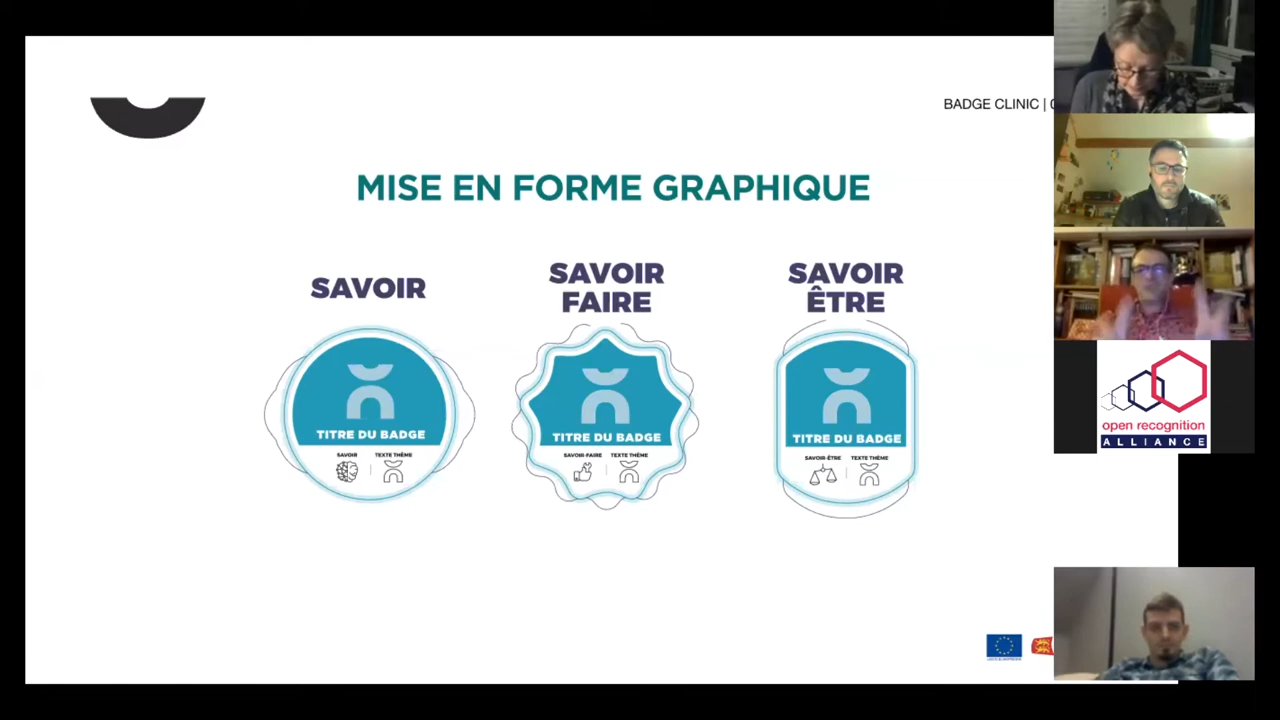 BADGE CLINIC |
MISE EN FORME GRAPHIQUE
SAVOIR
SAVOIR
FAIRE
SAVOIR
ÊTRE
TITRE DU BADGE
SAVOIR
TEXTE THÈME
TITRE DU BADGE
SAVOIR-FAIRE
TEXTE THÈME
TITRE DU BADGE
SAVOIR-ÊTRE
TEXTE THÈME
open recognition
ALLIANCE